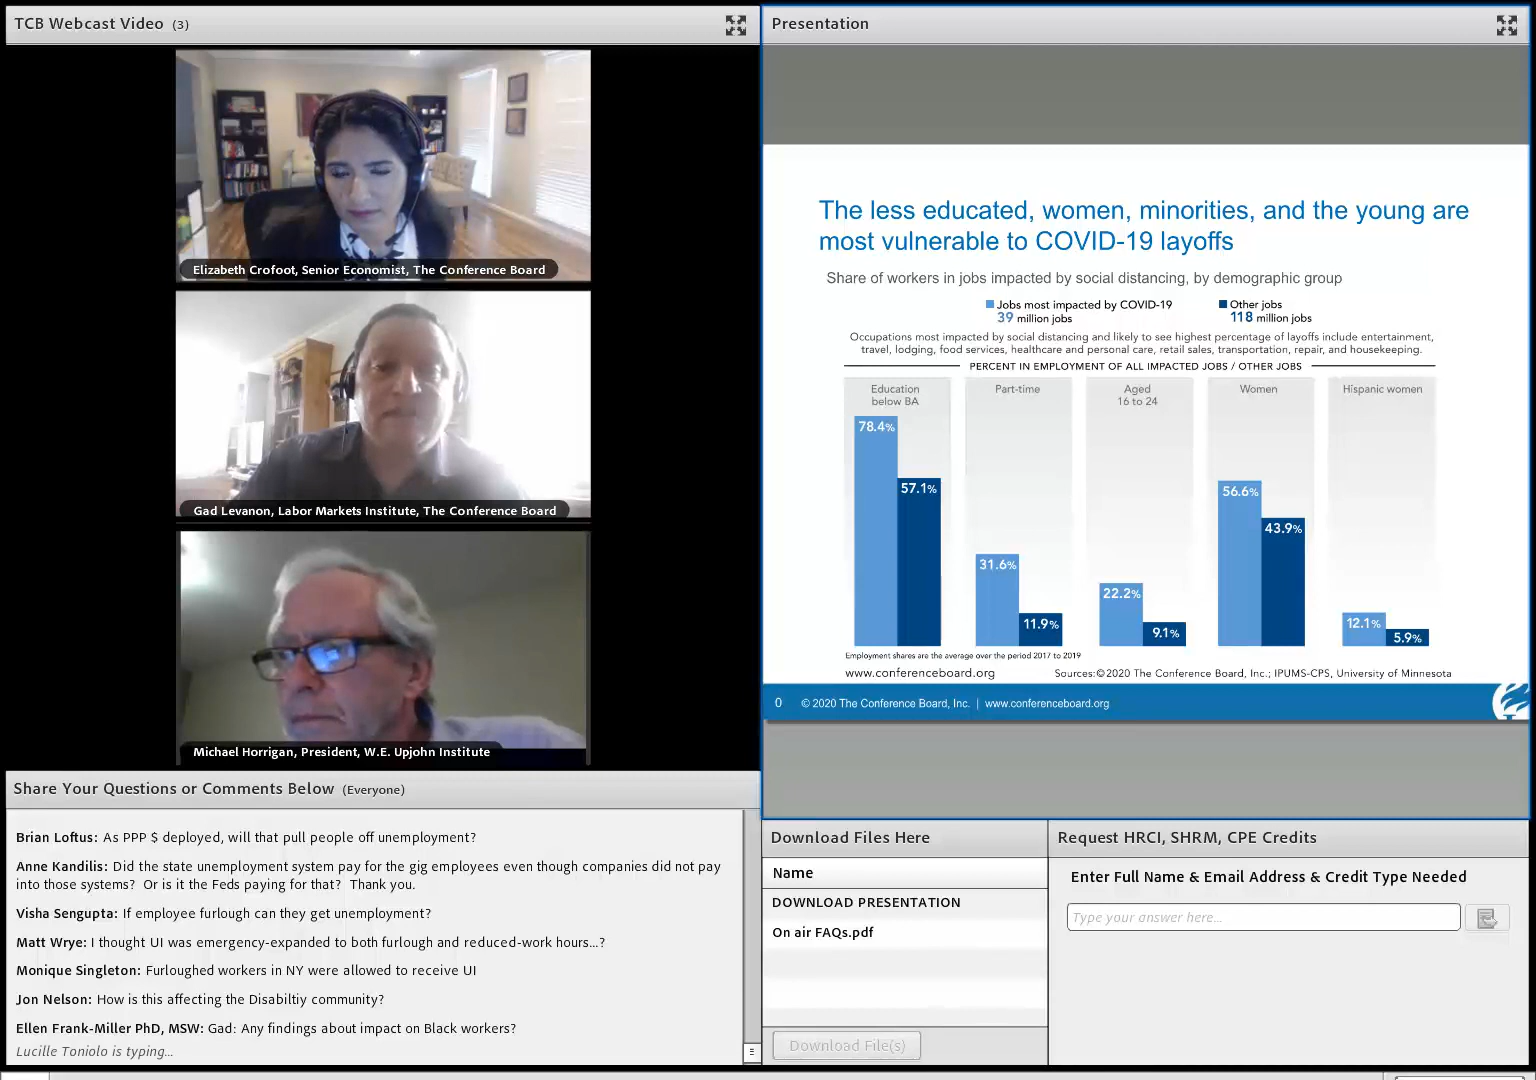 TCB Webcast Video (3)
Elizabeth Crofoot, Senior Economist, The Conference Board
Gad Levanon, Labor Markets Institute, The Conference Board
Michael Horrigan, President, W.E. Upjohn Institute
Share Your Questions or Comments Below (Everyone)
Brian Loftus: As PPP $ deployed, will that pull people off unemployment?
Anne Kandilis: Did the state unemployment system pay for the gig employees even though companies did not pay
into those systems? Or is it the Feds paying for that? Thank you.
Visha Sengupta: If employee furlough can they get unemployment?
Matt Wrye: I thought UI was emergency-expanded to both furlough and reduced-work hours...?
Monique Singleton: Furloughed workers in NY were allowed to receive UI
Jon Nelson: How is this affecting the Disabiltiy community?
Ellen Frank-Miller PhD, MSW: Gad: Any findings about impact on Black workers?
Lucille Toniolo is typing...
Presentation
The less educated, women, minorities, and the young are
most vulnerable to COVID-19 layoffs
Share of workers in jobs impacted by social distancing, by demographic group
Jobs most impacted by COVID-19
39 million jobs
Other jobs
118 million jobs
Occupations most impacted by social distancing and likely to see highest percentage of layoffs include entertainment,
travel, lodging, food services, healthcare and personal care, retail sales, transportation, repair, and housekeeping.
PERCENT IN EMPLOYMENT OF ALL IMPACTED JOBS / OTHER JOBS
Education
below BA
78.4%
57.1%
Part-time
31.6%
11.9%
Aged
16 to 24
22.2%
9.1%
Women
56.6%
43.9%
Hispanic women
12.1%
5.9%
Employment shares are the average over the period 2017 to 2019
www.conferenceboard.org
Sources:©2020 The Conference Board, Inc.; IPUMS-CPS, University of Minnesota
0 © 2020 The Conference Board, Inc. | www.conferenceboard.org
Download Files Here
Name
DOWNLOAD PRESENTATION
On air FAQs.pdf
Download File(s)
Request HRCI, SHRM, CPE Credits
Enter Full Name & Email Address & Credit Type Needed
Type your answer here...